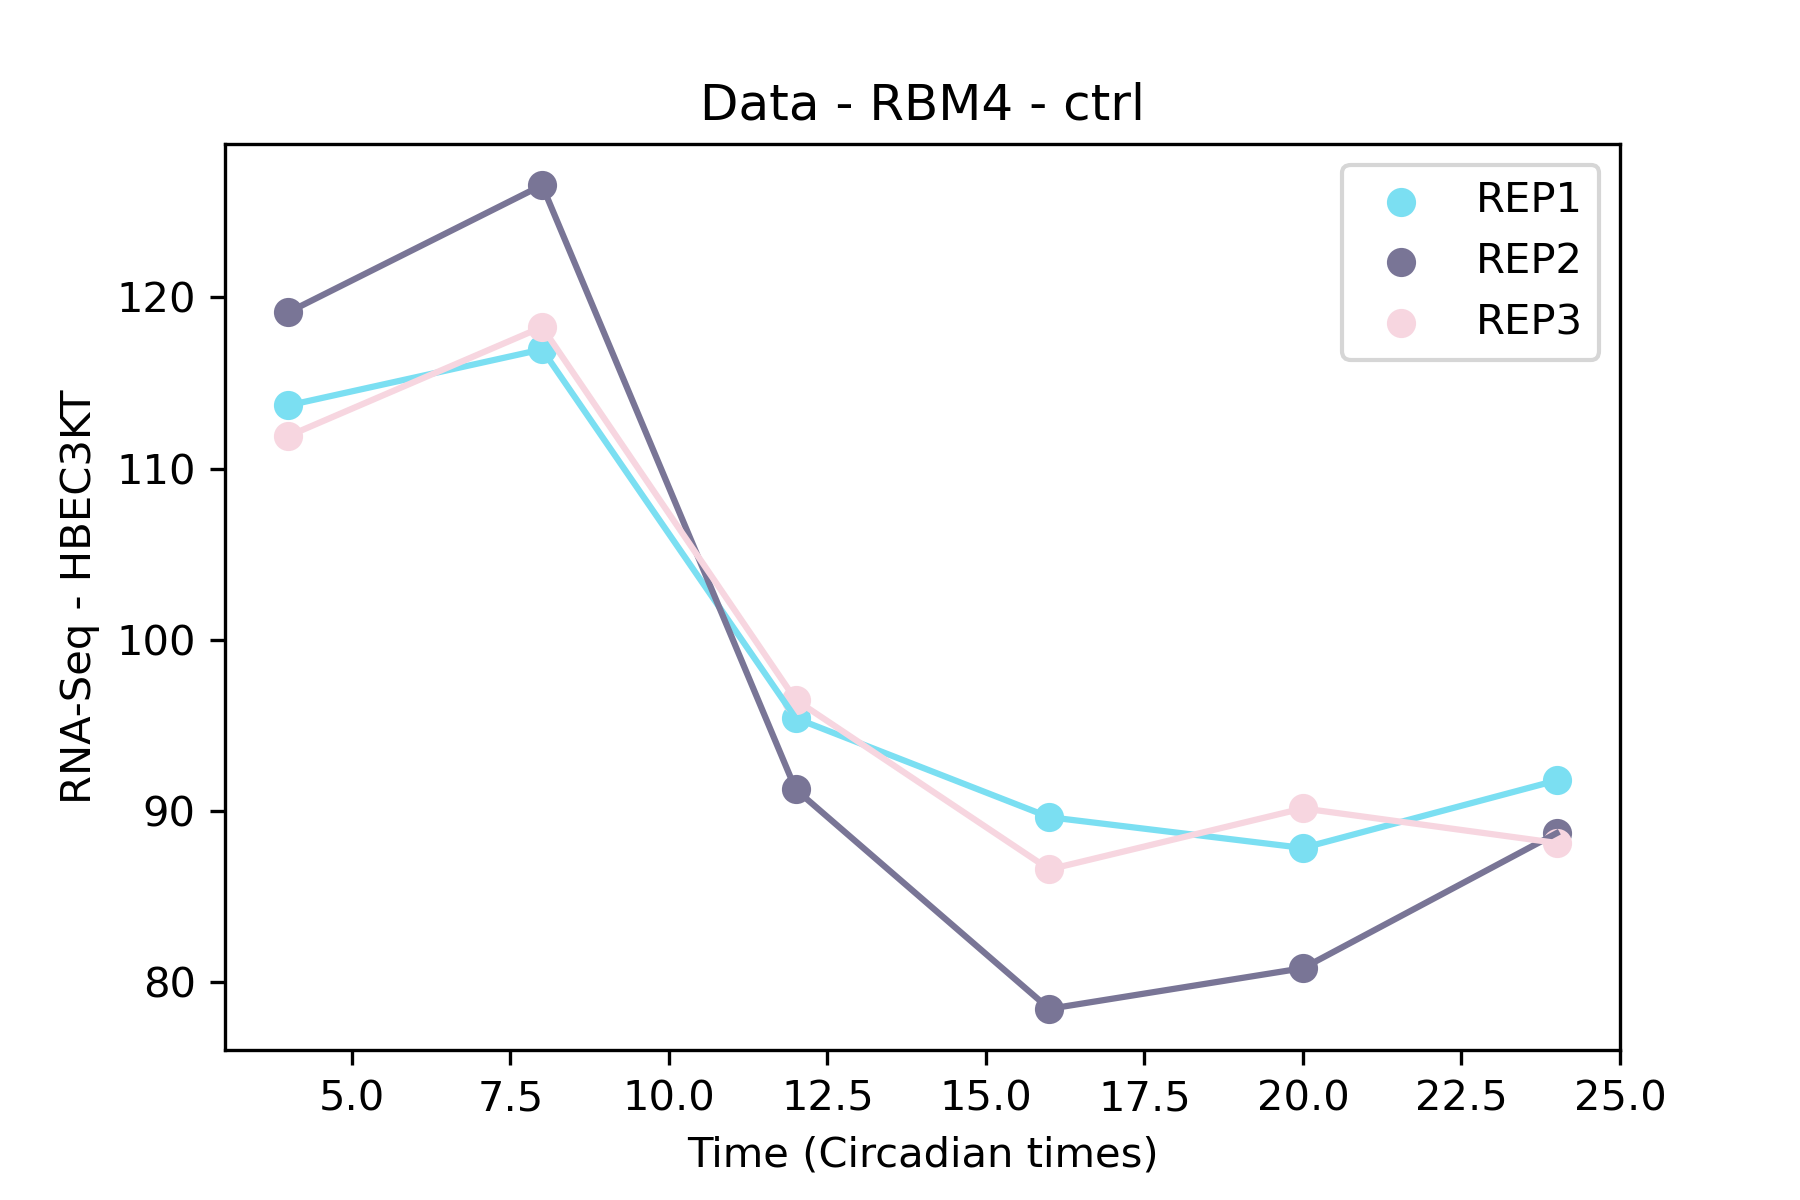 Data - RBM4 - ctrl
REP1
REP2
REP3
RNA-Seq - HBEC3KT
120
110
100
90
80
5.0 7.5 10.0 12.5 15.0 17.5 20.0 22.5 25.0
Time (Circadian times)